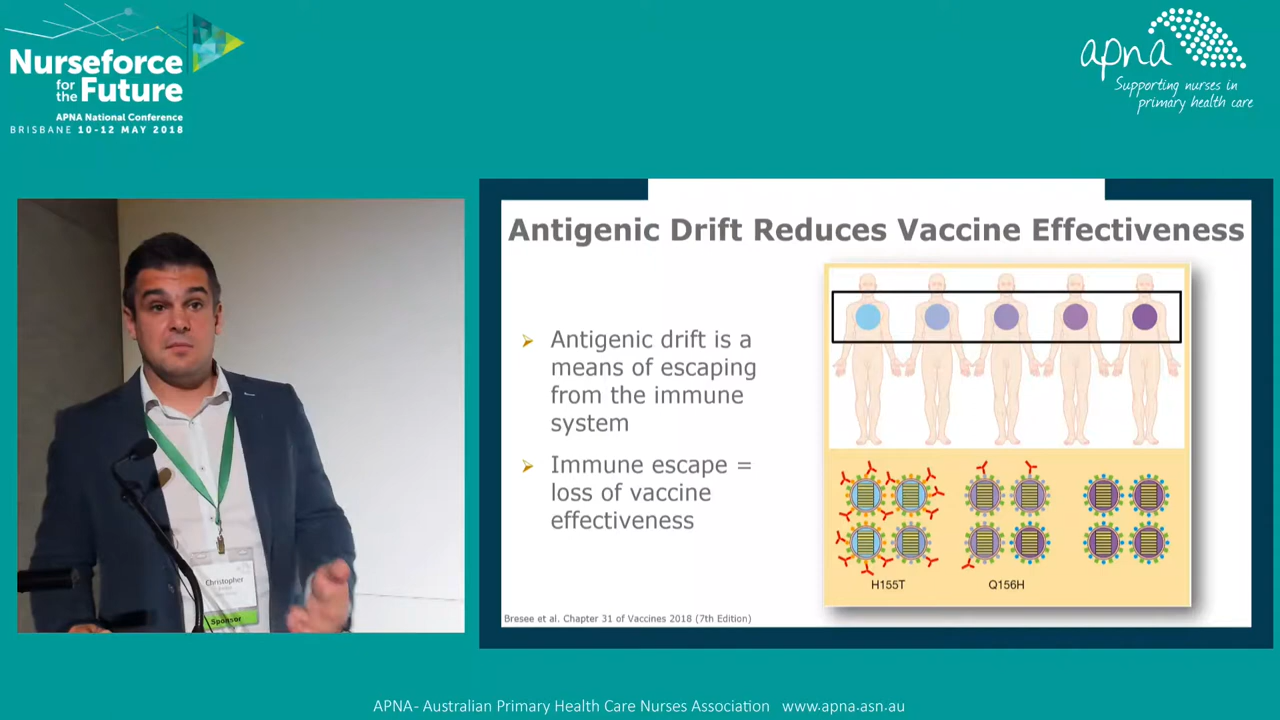 Nurseforce
for the
Future
APNA National Conference
BRISBANE 10-12 MAY 2018
apna
Supporting nurses in
primary health care
Christopher
Sponsor
Antigenic Drift Reduces Vaccine Effectiveness
Antigenic drift is a
means of escaping
from the immune
system
Immune escape =
loss of vaccine
effectiveness
H155T
Q156H
Bresee et al. Chapter 31 of Vaccines 2018 (7th Edition)
APNA- Australian Primary Health Care Nurses Association www.apna.asn.au